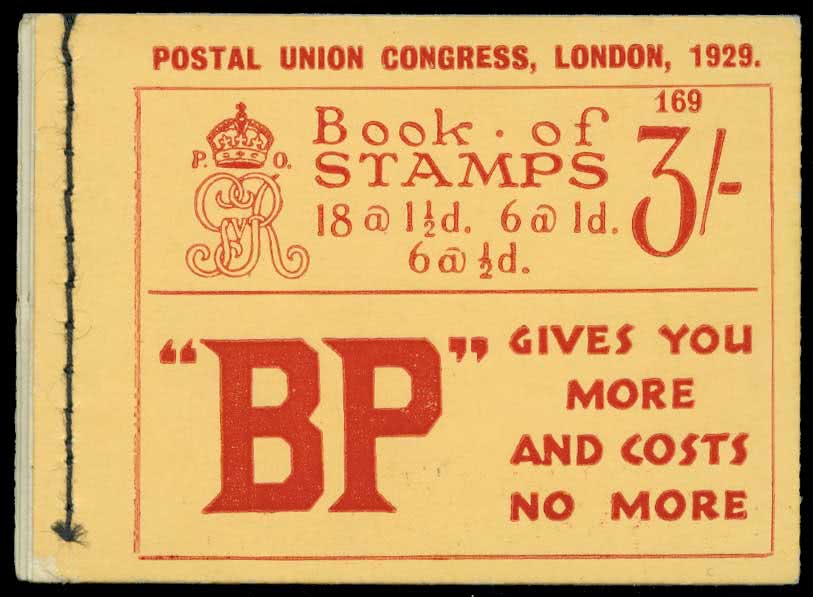 POSTAL UNION CONGRESS, LONDON, 1929.
169
Book · of
STAMPS
3/-
P. O.
GVR
18 @ 1½d. 6 @ 1d.
6 @ ½d.
"BP"
GIVES YOU
MORE
AND COSTS
NO MORE